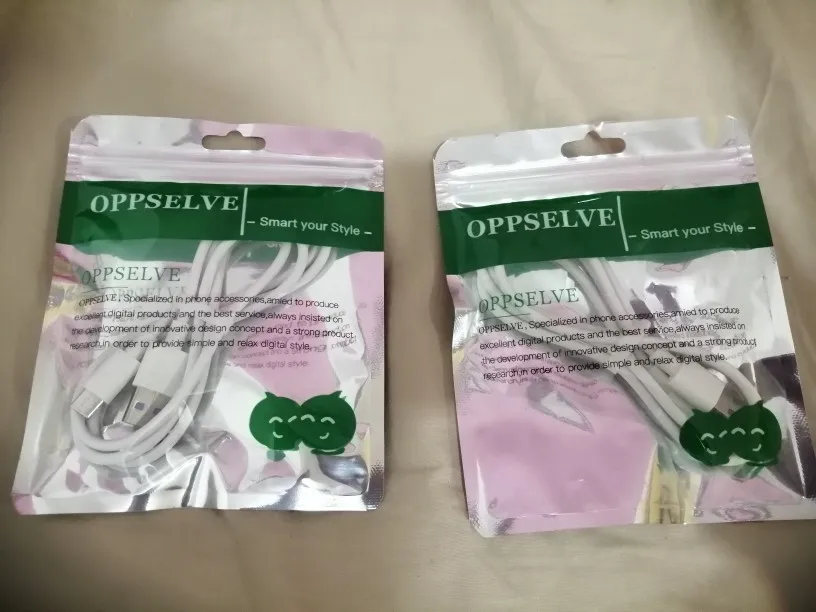 OPPSELVE
- Smart your Style -
OPPSELVE
OPPSELVE, Specialized in phone accessories,amied to produce
excellent digital products and the best service,always insisted on
the development of innovative design concept and a strong product
research,in order to provide simple and relax digital style.
OPPSELVE
- Smart your Style -
OPPSELVE
OPPSELVE, Specialized in phone accessories,amied to produce
excellent digital products and the best service,always insisted on
the development of innovative design concept and a strong product
research,in order to provide simple and relax digital style.